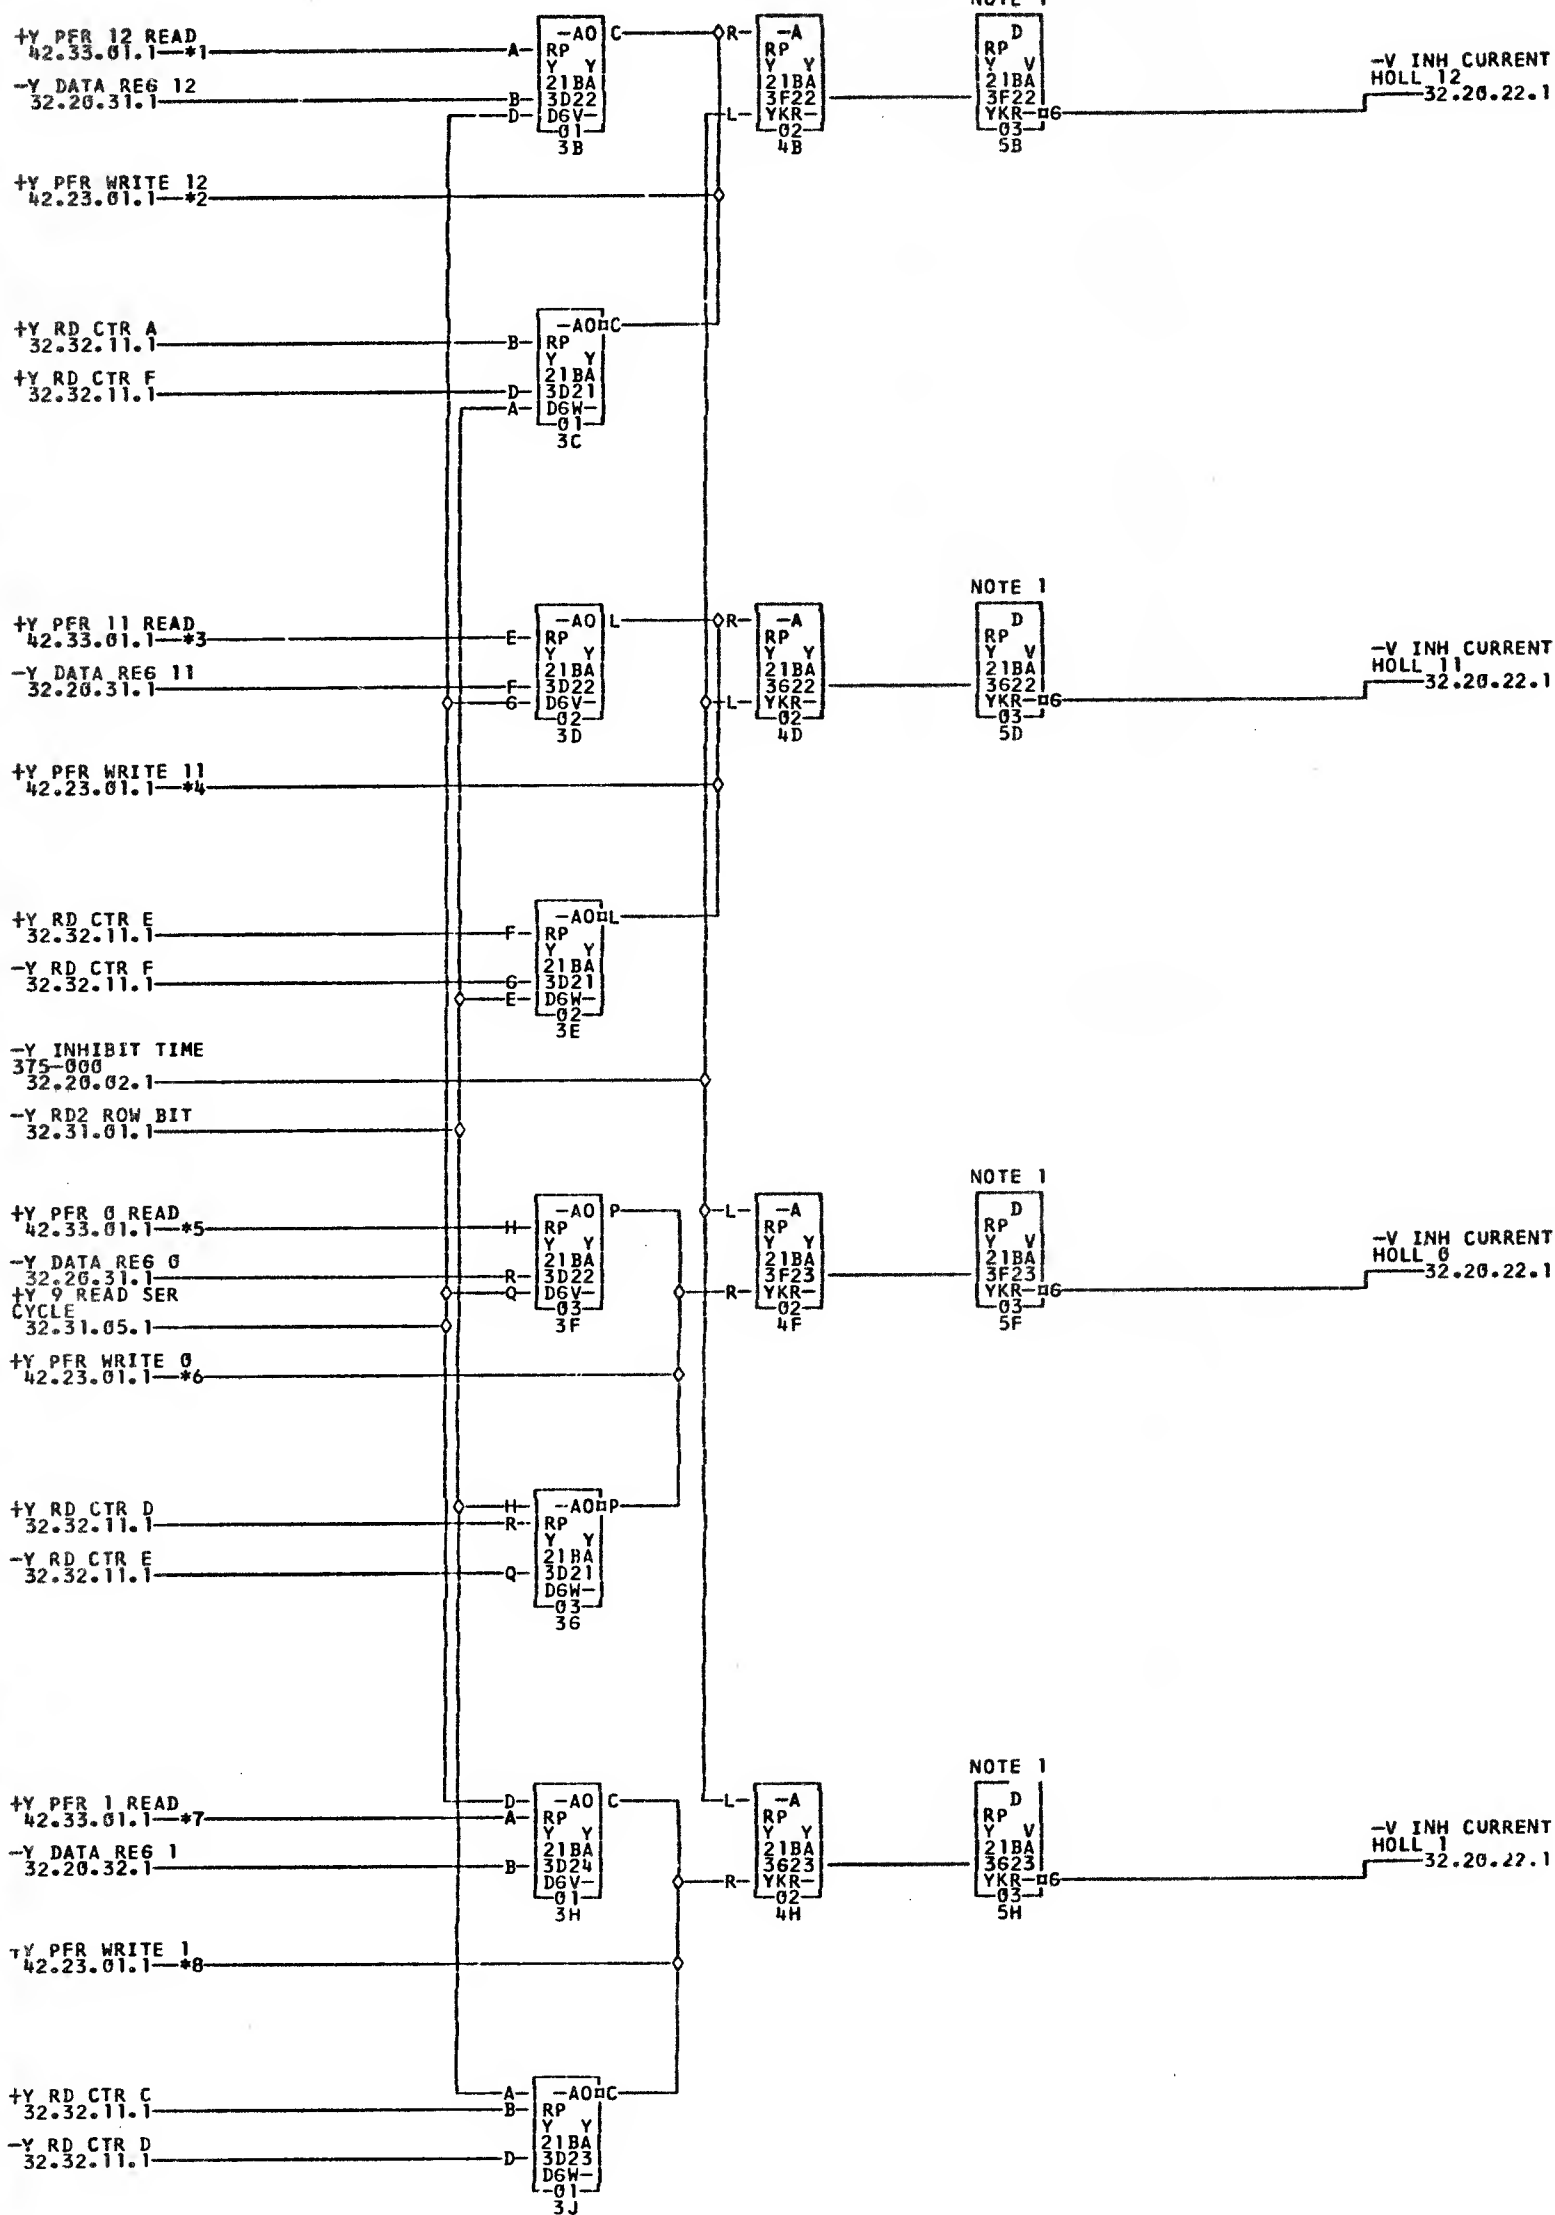 NOTE 1
+Y PFR 12 READ
42.33.01.1—*1
-Y DATA REG 12
32.20.31.1
A
B
D
-AO C
RP
Y Y
21BA
3D22
D6V-
01
3B
R
L
-A
RP
Y Y
21BA
3F22
YKR-
02
4B
D
RP
Y V
21BA
3F22
YKR-¤G
03
5B
-V INH CURRENT
HOLL 12
32.20.22.1
+Y PFR WRITE 12
42.23.01.1—*2
+Y RD CTR A
32.32.11.1
+Y RD CTR F
32.32.11.1
B
D
A
-AO¤C
RP
Y Y
21BA
3D21
D6W-
01
3C
+Y PFR 11 READ
42.33.01.1—*3
-Y DATA REG 11
32.20.31.1
E
F
G
-AO L
RP
Y Y
21BA
3D22
D6V-
02
3D
R
L
-A
RP
Y Y
21BA
3G22
YKR-
02
4D
NOTE 1
D
RP
Y V
21BA
3G22
YKR-¤G
03
5D
-V INH CURRENT
HOLL 11
32.20.22.1
+Y PFR WRITE 11
42.23.01.1—*4
+Y RD CTR E
32.32.11.1
-Y RD CTR F
32.32.11.1
F
G
E
-AO¤L
RP
Y Y
21BA
3D21
D6W-
02
3E
-Y INHIBIT TIME
375-000
32.20.02.1
-Y RD2 ROW BIT
32.31.01.1
+Y PFR 0 READ
42.33.01.1—*5
-Y DATA REG 0
32.20.31.1
+Y 9 READ SER
CYCLE
32.31.05.1
H
R
Q
-AO P
RP
Y Y
21BA
3D22
D6V-
03
3F
L
R
-A
RP
Y Y
21BA
3F23
YKR-
02
4F
NOTE 1
D
RP
Y V
21BA
3F23
YKR-¤G
03
5F
-V INH CURRENT
HOLL 0
32.20.22.1
+Y PFR WRITE 0
42.23.01.1—*6
+Y RD CTR D
32.32.11.1
-Y RD CTR E
32.32.11.1
H
R
Q
-AO¤P
RP
Y Y
21BA
3D21
D6W-
03
3G
+Y PFR 1 READ
42.33.01.1—*7
-Y DATA REG 1
32.20.32.1
D
A
B
-AO C
RP
Y Y
21BA
3D24
D6V-
01
3H
L
R
-A
RP
Y Y
21BA
3G23
YKR-
02
4H
NOTE 1
D
RP
Y V
21BA
3G23
YKR-¤G
03
5H
-V INH CURRENT
HOLL 1
32.20.22.1
+Y PFR WRITE 1
42.23.01.1—*8
+Y RD CTR C
32.32.11.1
-Y RD CTR D
32.32.11.1
A
B
D
-AO¤C
RP
Y Y
21BA
3D23
D6W-
01
3J